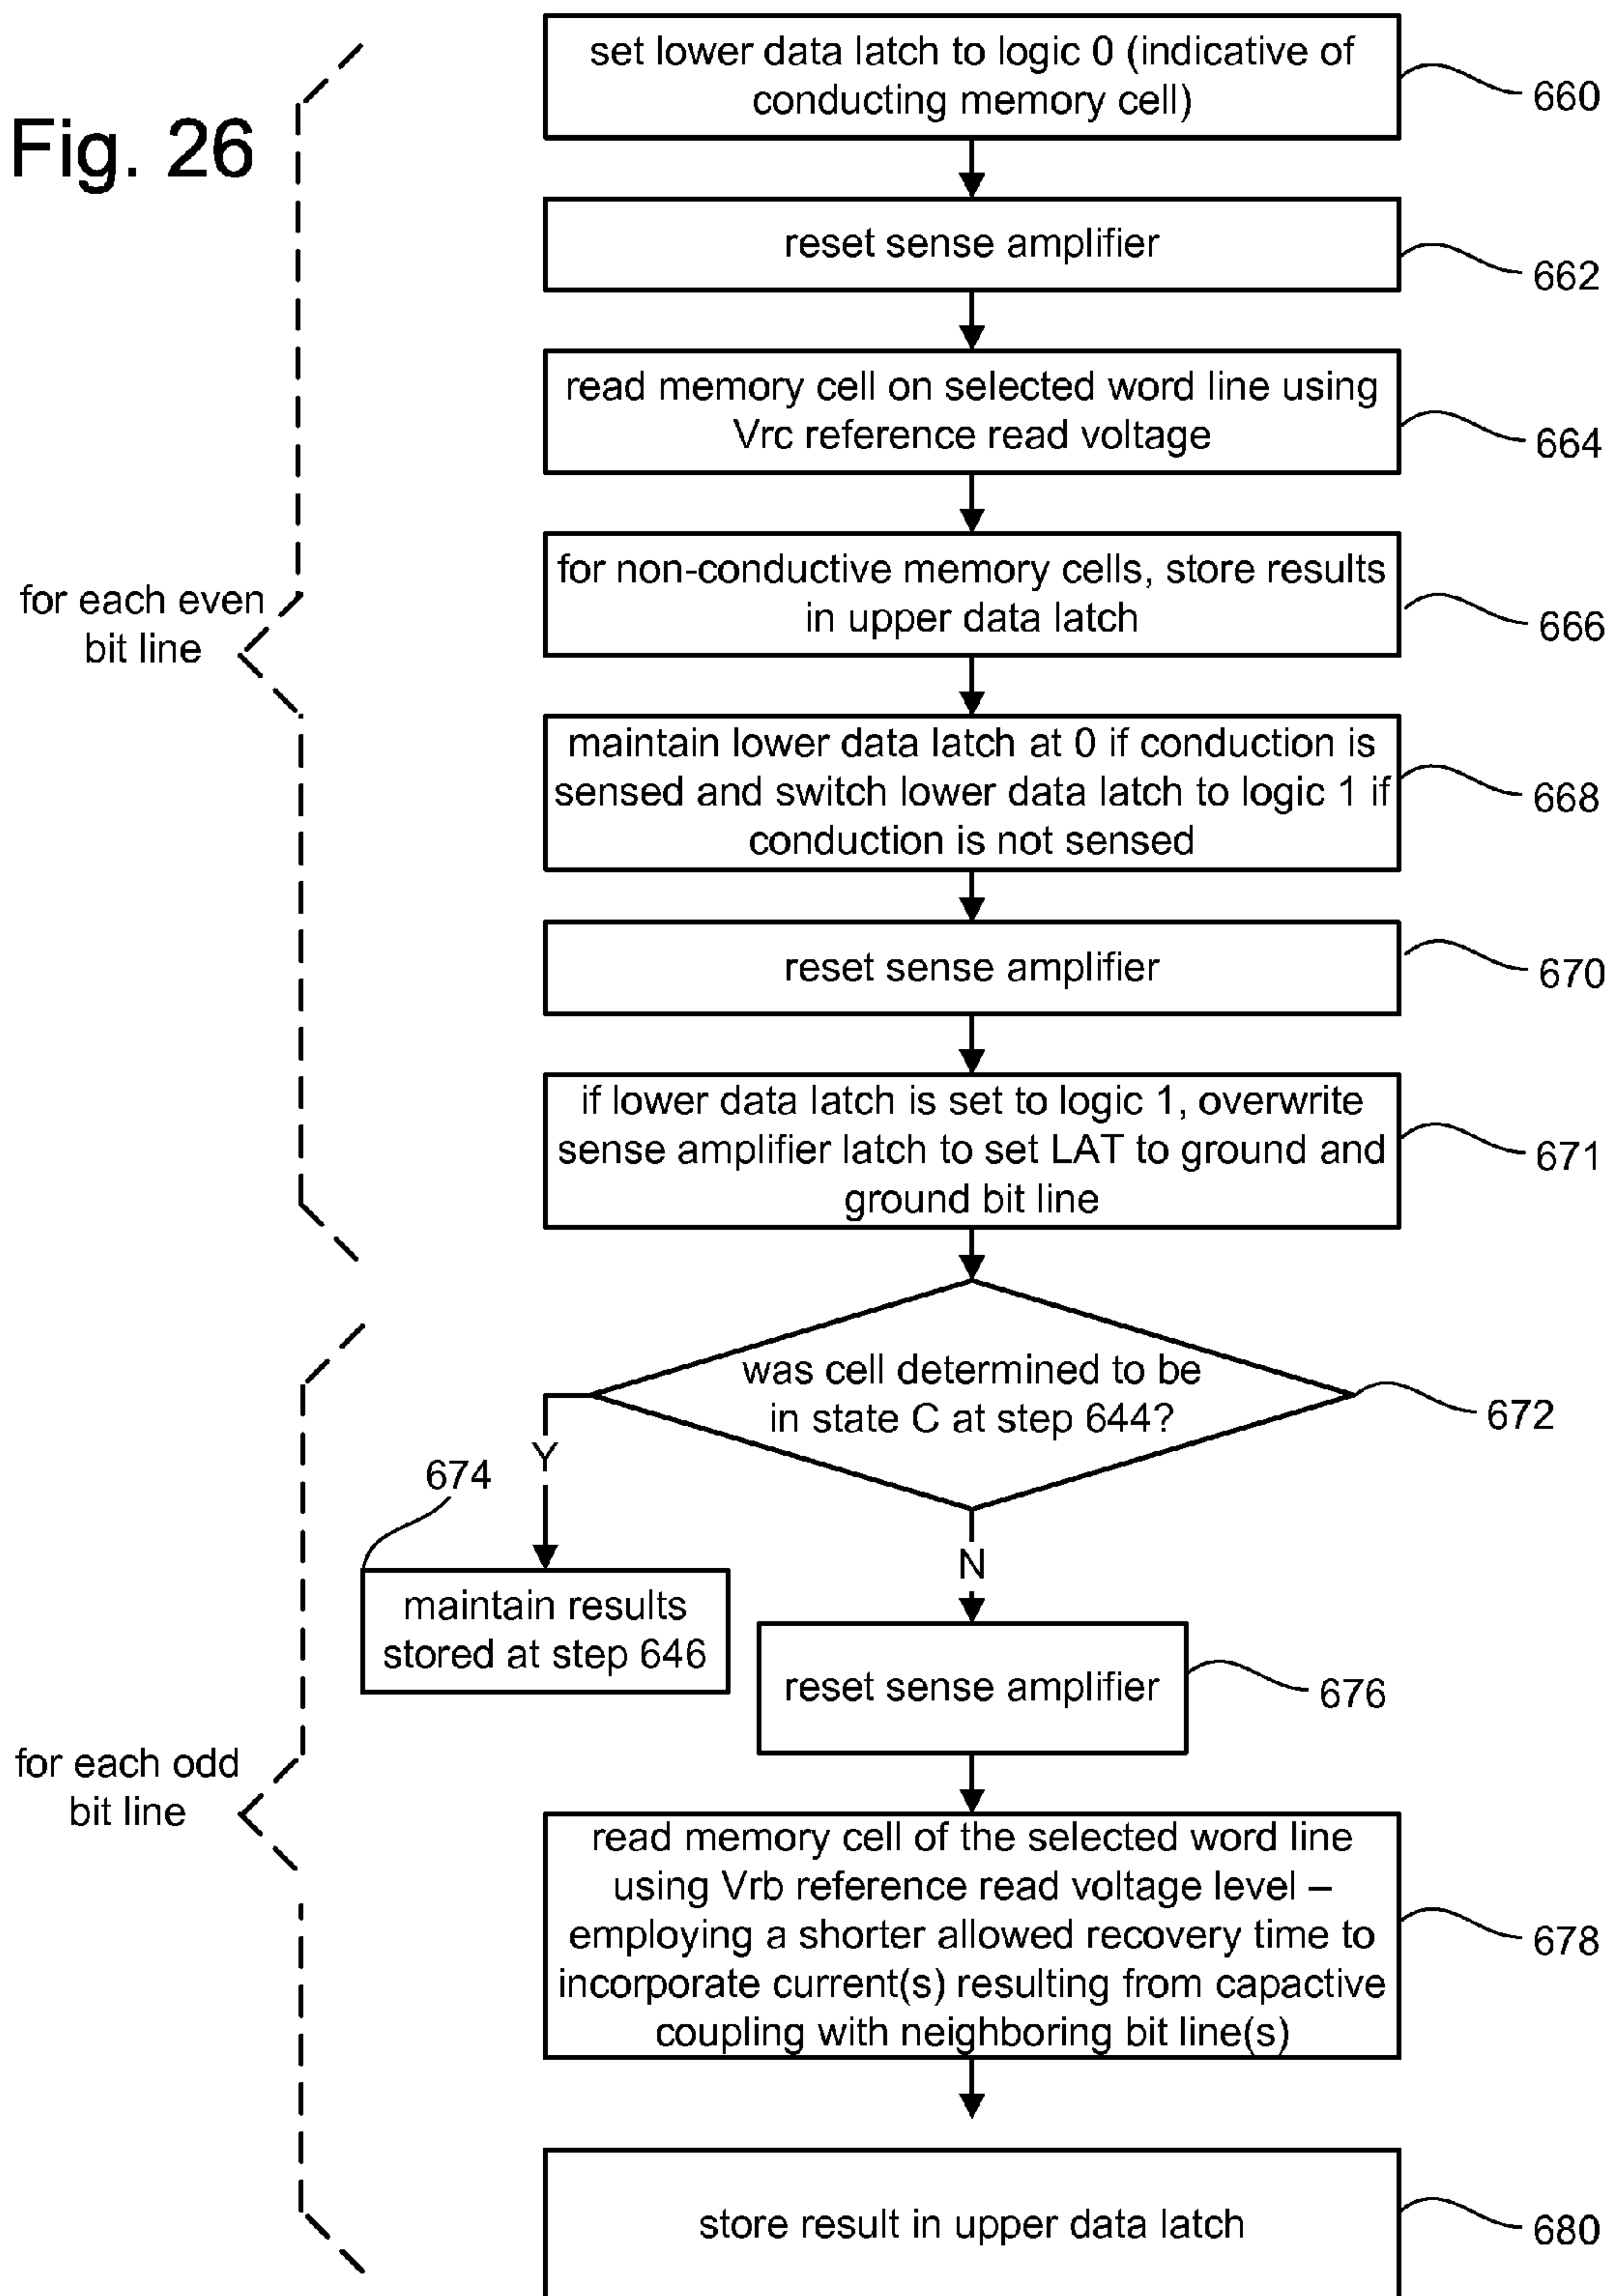 Fig. 26
set lower data latch to logic 0 (indicative of
conducting memory cell)
660
reset sense amplifier
662
read memory cell on selected word line using
Vrc reference read voltage
664
for non-conductive memory cells, store results
in upper data latch
666
for each even
bit line
maintain lower data latch at 0 if conduction is
sensed and switch lower data latch to logic 1 if
conduction is not sensed
668
reset sense amplifier
670
if lower data latch is set to logic 1, overwrite
sense amplifier latch to set LAT to ground and
ground bit line
671
was cell determined to be
in state C at step 644?
672
Y
674
maintain results
stored at step 646
N
reset sense amplifier
676
for each odd
bit line
read memory cell of the selected word line
using Vrb reference read voltage level –
employing a shorter allowed recovery time to
incorporate current(s) resulting from capactive
coupling with neighboring bit line(s)
678
store result in upper data latch
680